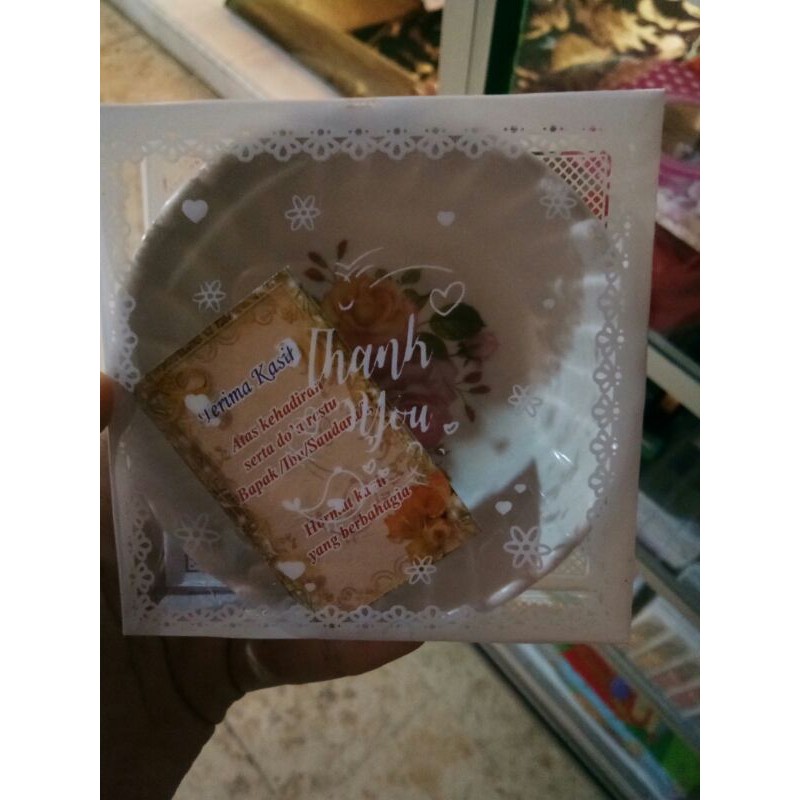 Thank
You
Terima Kasih
Atas kehadiran
serta do'a restu
Bapak /Ibu/Saudara/i
Hormat kami
yang berbahagia